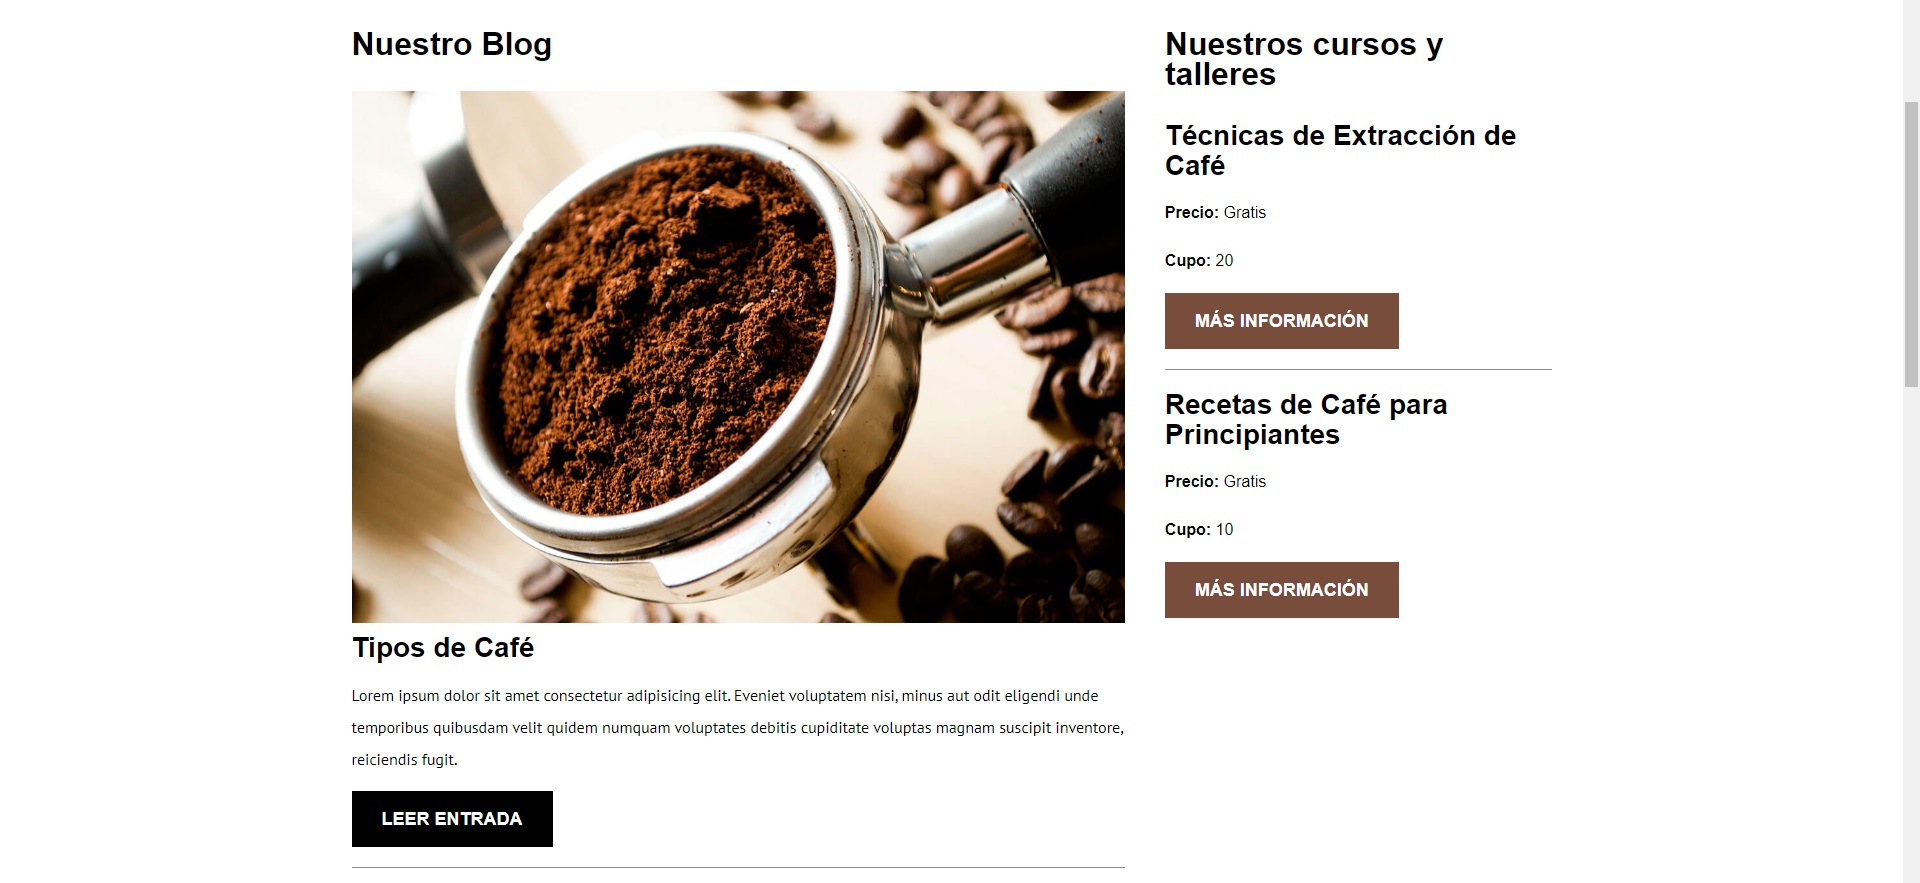 Nuestro Blog
Tipos de Café
Lorem ipsum dolor sit amet consectetur adipisicing elit. Eveniet voluptatem nisi, minus aut odit eligendi unde
temporibus quibusdam velit quidem numquam voluptates debitis cupiditate voluptas magnam suscipit inventore,
reiciendis fugit.
LEER ENTRADA
Nuestros cursos y
talleres
Técnicas de Extracción de
Café
Precio: Gratis
Cupo: 20
MÁS INFORMACIÓN
Recetas de Café para
Principiantes
Precio: Gratis
Cupo: 10
MÁS INFORMACIÓN